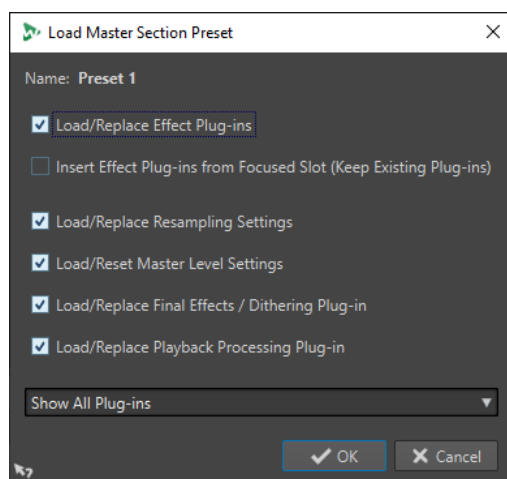 Load Master Section Preset
Name: Preset 1
Load/Replace Effect Plug-ins
Insert Effect Plug-ins from Focused Slot (Keep Existing Plug-ins)
Load/Replace Resampling Settings
Load/Reset Master Level Settings
Load/Replace Final Effects / Dithering Plug-in
Load/Replace Playback Processing Plug-in
Show All Plug-ins
OK Cancel
?